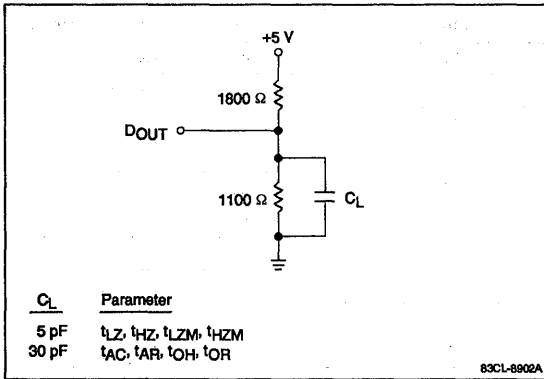 +5 V
1800 Ω
DOUT
1100 Ω
CL
CL Parameter
5 pF tLZ, tHZ, tLZM, tHZM
30 pF tAC, tAR, tOH, tOR
83CL-8902A